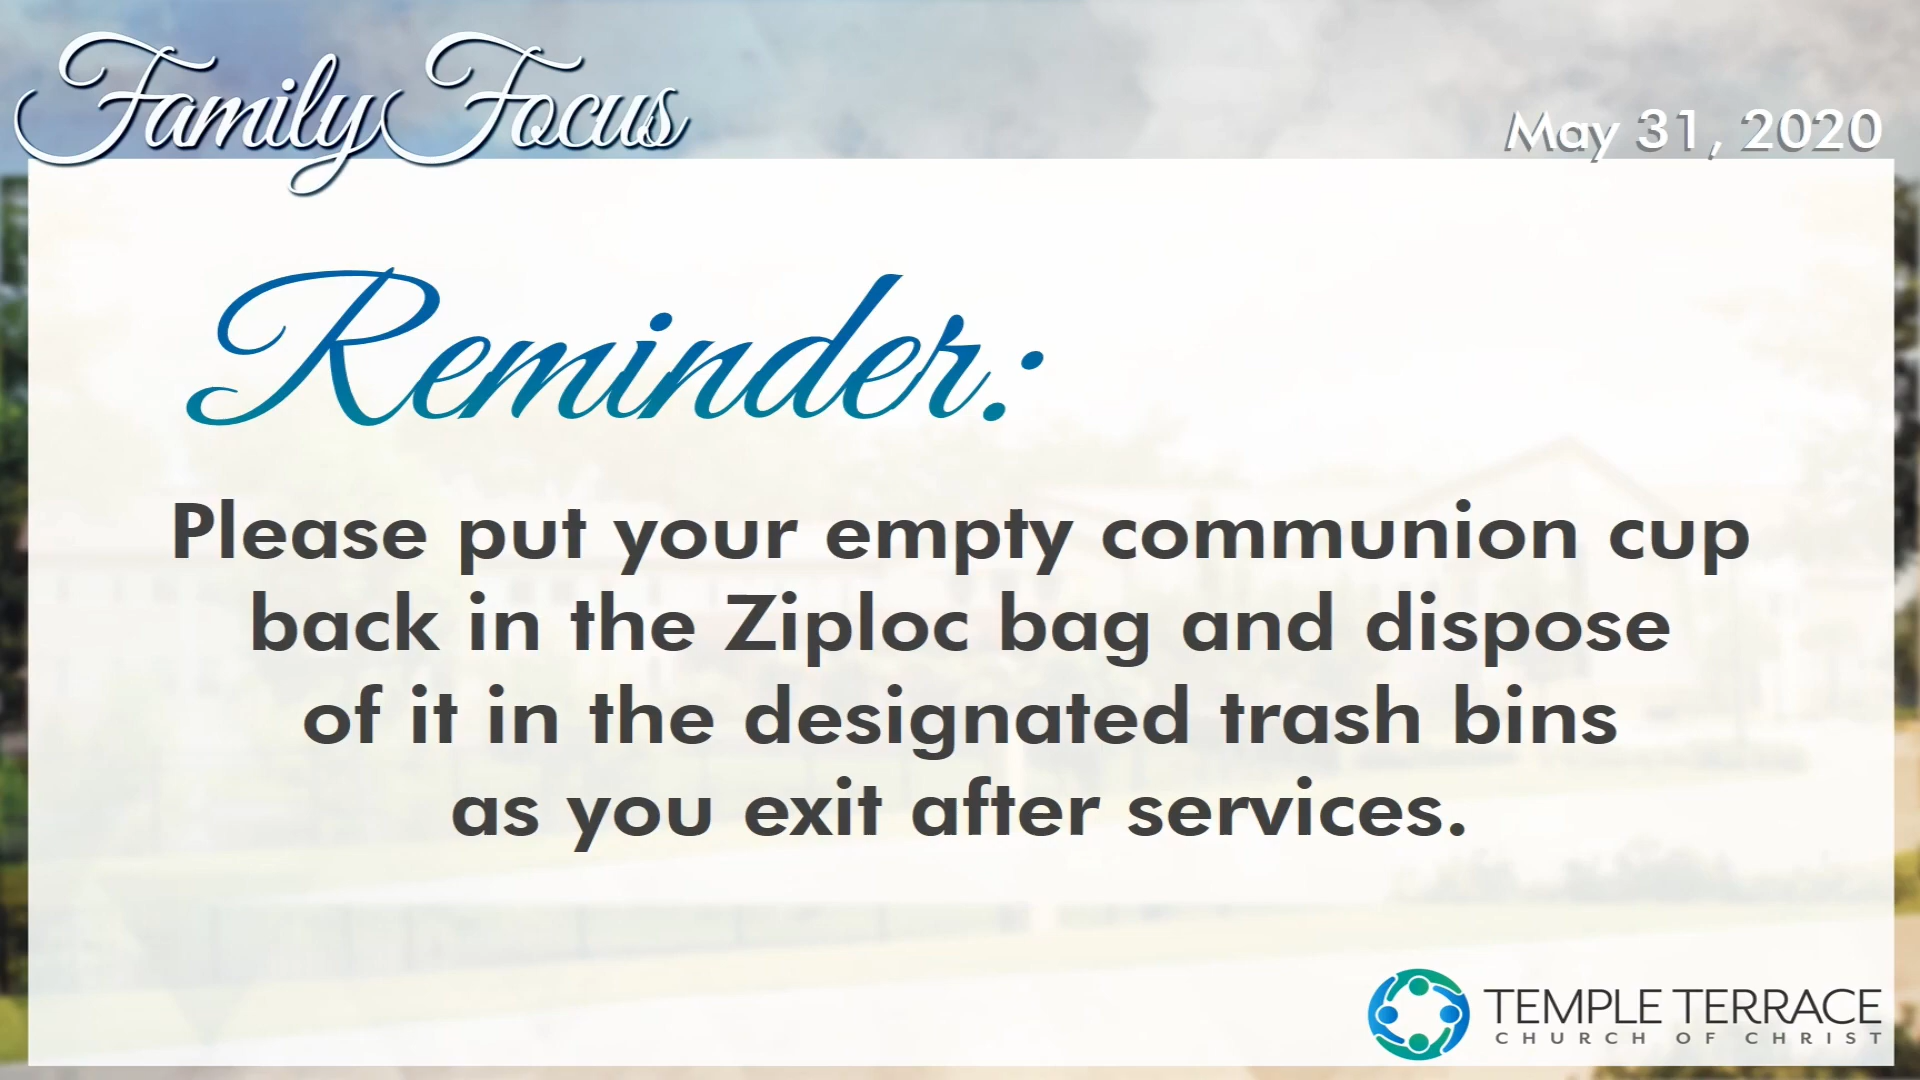 Family Focus
May 31, 2020
Reminder:
Please put your empty communion cup
back in the Ziploc bag and dispose
of it in the designated trash bins
as you exit after services.
TEMPLE TERRACE
CHURCH OF CHRIST